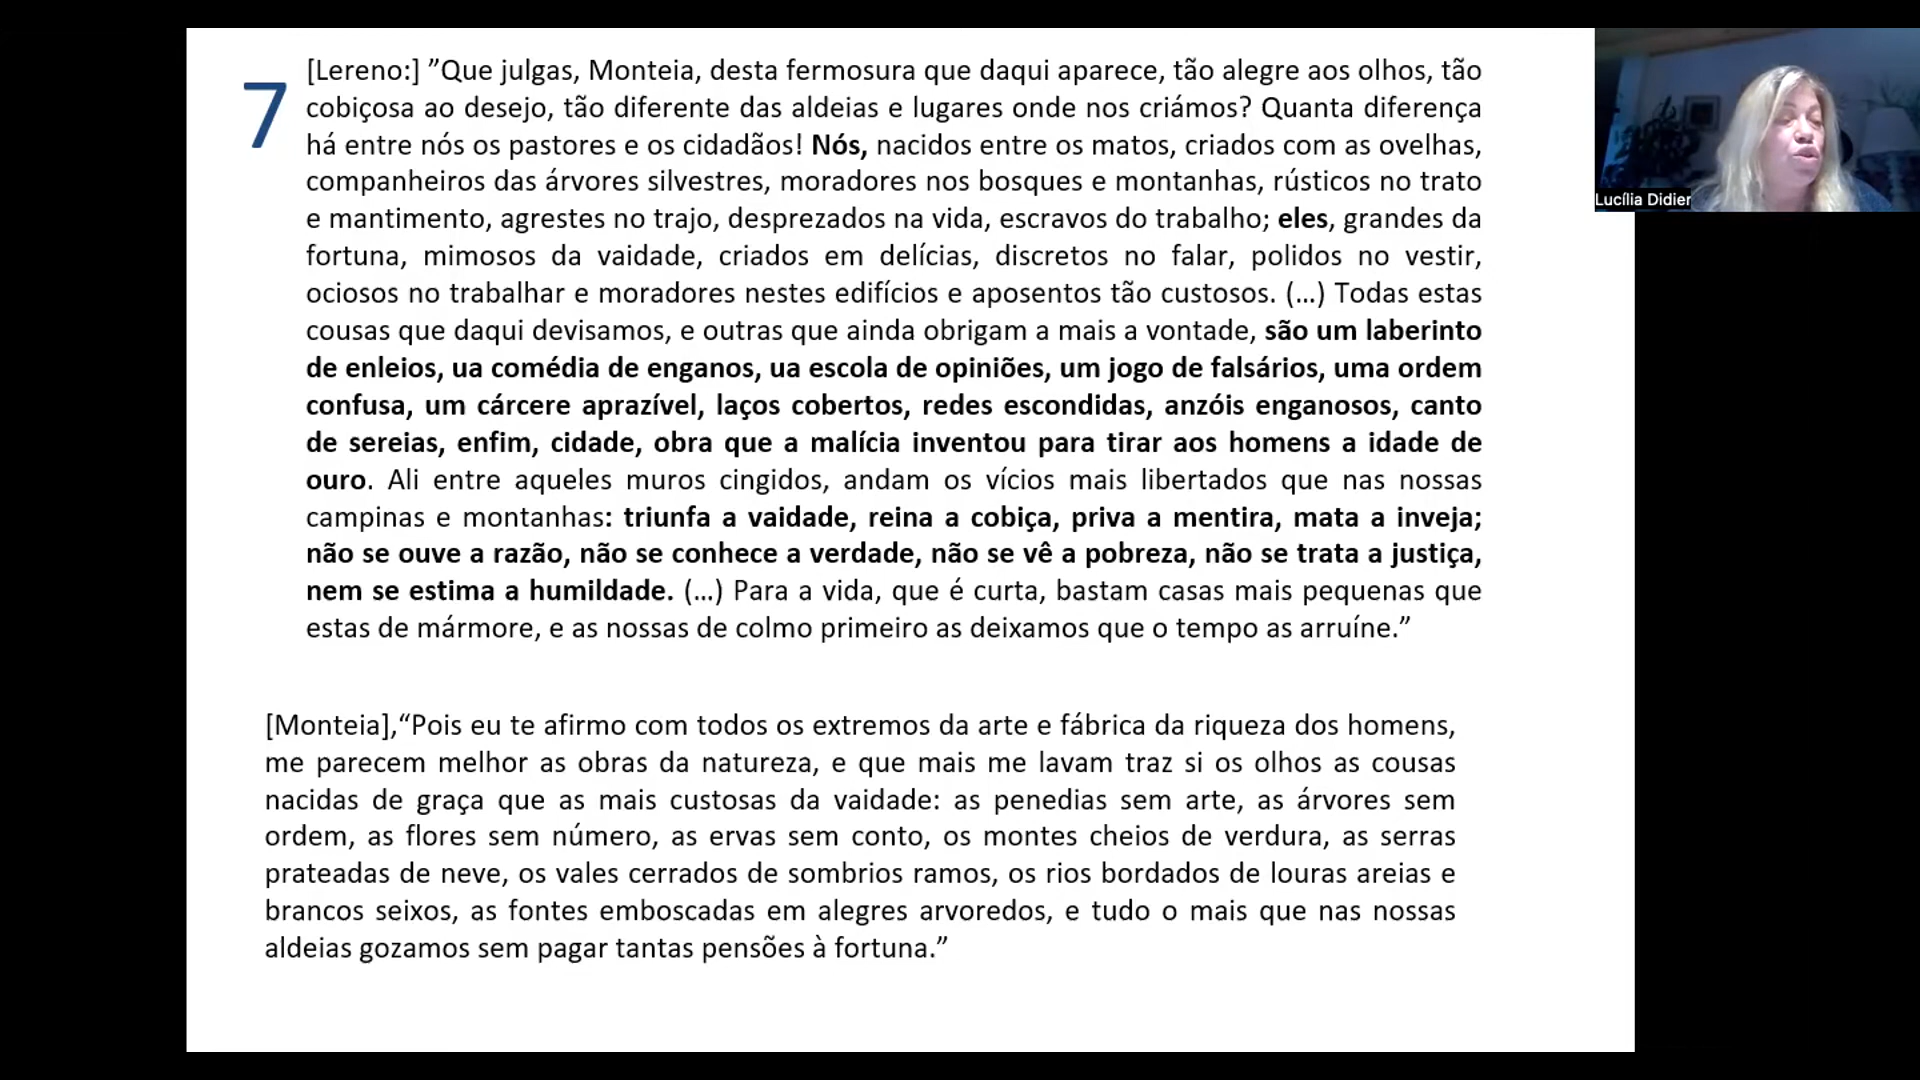 7
[Lereno:] ”Que julgas, Monteia, desta fermosura que daqui aparece, tão alegre aos olhos, tão
cobiçosa ao desejo, tão diferente das aldeias e lugares onde nos criámos? Quanta diferença
há entre nós os pastores e os cidadãos! Nós, nacidos entre os matos, criados com as ovelhas,
companheiros das árvores silvestres, moradores nos bosques e montanhas, rústicos no trato
e mantimento, agrestes no trajo, desprezados na vida, escravos do trabalho; eles, grandes da
fortuna, mimosos da vaidade, criados em delícias, discretos no falar, polidos no vestir,
ociosos no trabalhar e moradores nestes edifícios e aposentos tão custosos. (…) Todas estas
cousas que daqui devisamos, e outras que ainda obrigam a mais a vontade, são um laberinto
de enleios, ua comédia de enganos, ua escola de opiniões, um jogo de falsários, uma ordem
confusa, um cárcere aprazível, laços cobertos, redes escondidas, anzóis enganosos, canto
de sereias, enfim, cidade, obra que a malícia inventou para tirar aos homens a idade de
ouro. Ali entre aqueles muros cingidos, andam os vícios mais libertados que nas nossas
campinas e montanhas: triunfa a vaidade, reina a cobiça, priva a mentira, mata a inveja;
não se ouve a razão, não se conhece a verdade, não se vê a pobreza, não se trata a justiça,
nem se estima a humildade. (…) Para a vida, que é curta, bastam casas mais pequenas que
estas de mármore, e as nossas de colmo primeiro as deixamos que o tempo as arruíne.”
[Monteia],“Pois eu te afirmo com todos os extremos da arte e fábrica da riqueza dos homens,
me parecem melhor as obras da natureza, e que mais me lavam traz si os olhos as cousas
nacidas de graça que as mais custosas da vaidade: as penedias sem arte, as árvores sem
ordem, as flores sem número, as ervas sem conto, os montes cheios de verdura, as serras
prateadas de neve, os vales cerrados de sombrios ramos, os rios bordados de louras areias e
brancos seixos, as fontes emboscadas em alegres arvoredos, e tudo o mais que nas nossas
aldeias gozamos sem pagar tantas pensões à fortuna.”
Lucília Didier